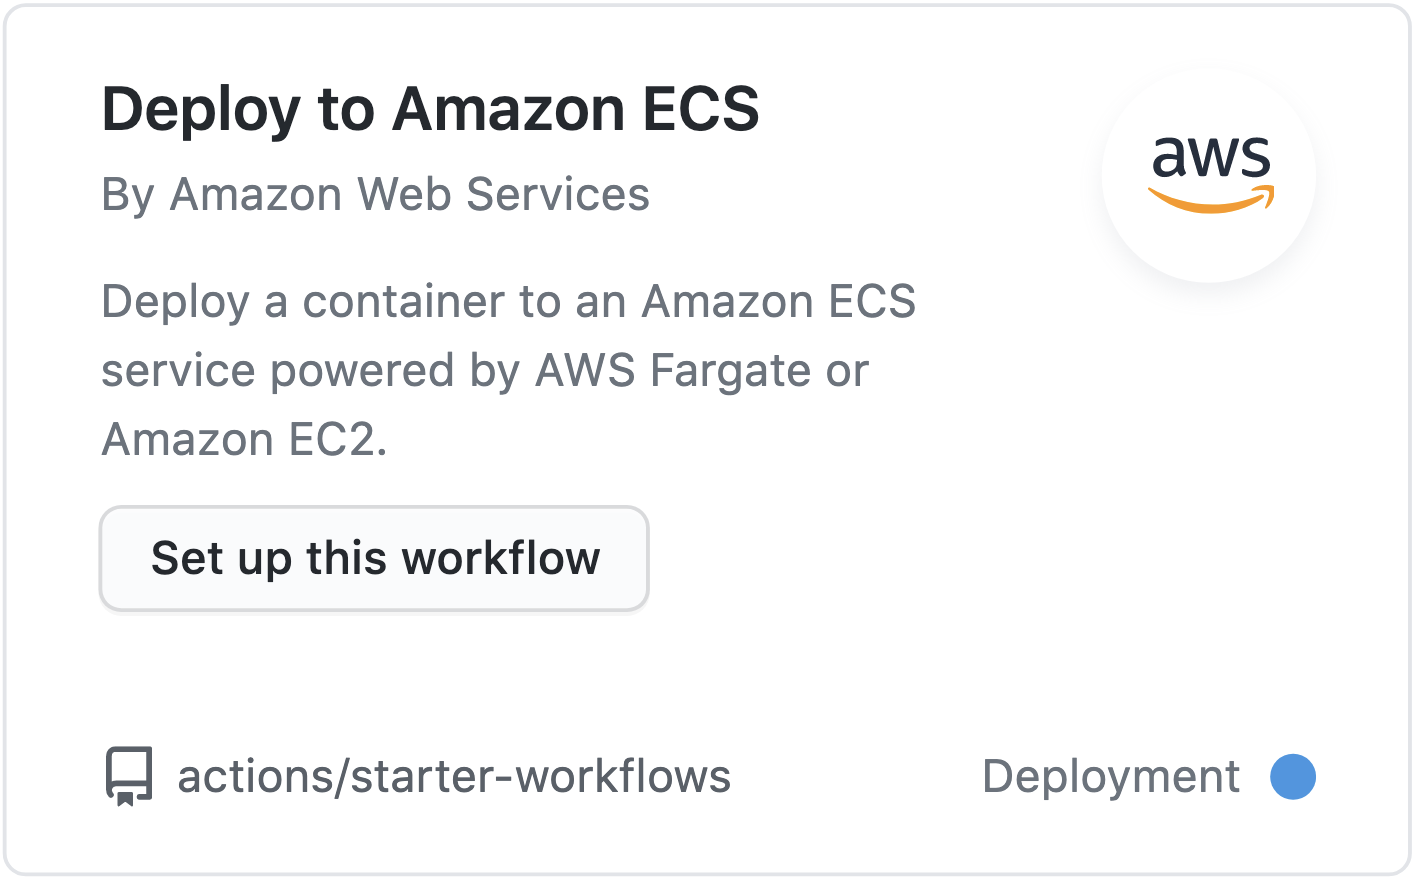 Deploy to Amazon ECS
aws
By Amazon Web Services
Deploy a container to an Amazon ECS
service powered by AWS Fargate or
Amazon EC2.
Set up this workflow
actions/starter-workflows
Deployment